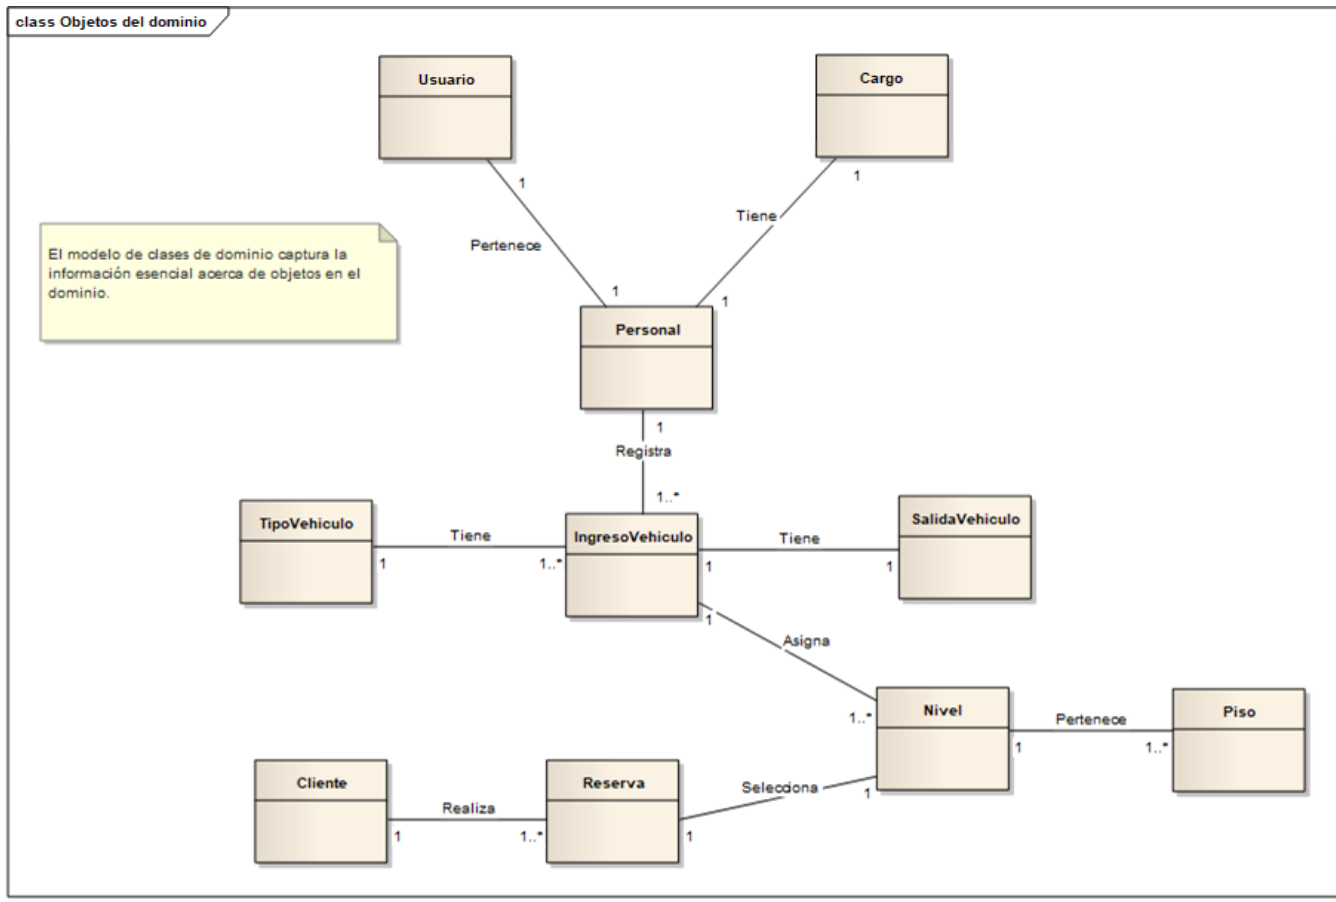 class Objetos del dominio
Usuario
Cargo
1
1
Tiene
Pertenece
El modelo de clases de dominio captura la
información esencial acerca de objetos en el
dominio.
1
1
Personal
1
Registra
1..*
TipoVehiculo
Tiene
IngresoVehiculo
Tiene
SalidaVehiculo
1
1..*
1
1
1
Asigna
Nivel
Pertenece
Piso
1..*
1
1..*
Cliente
Realiza
Reserva
Selecciona
1
1
1..*
1